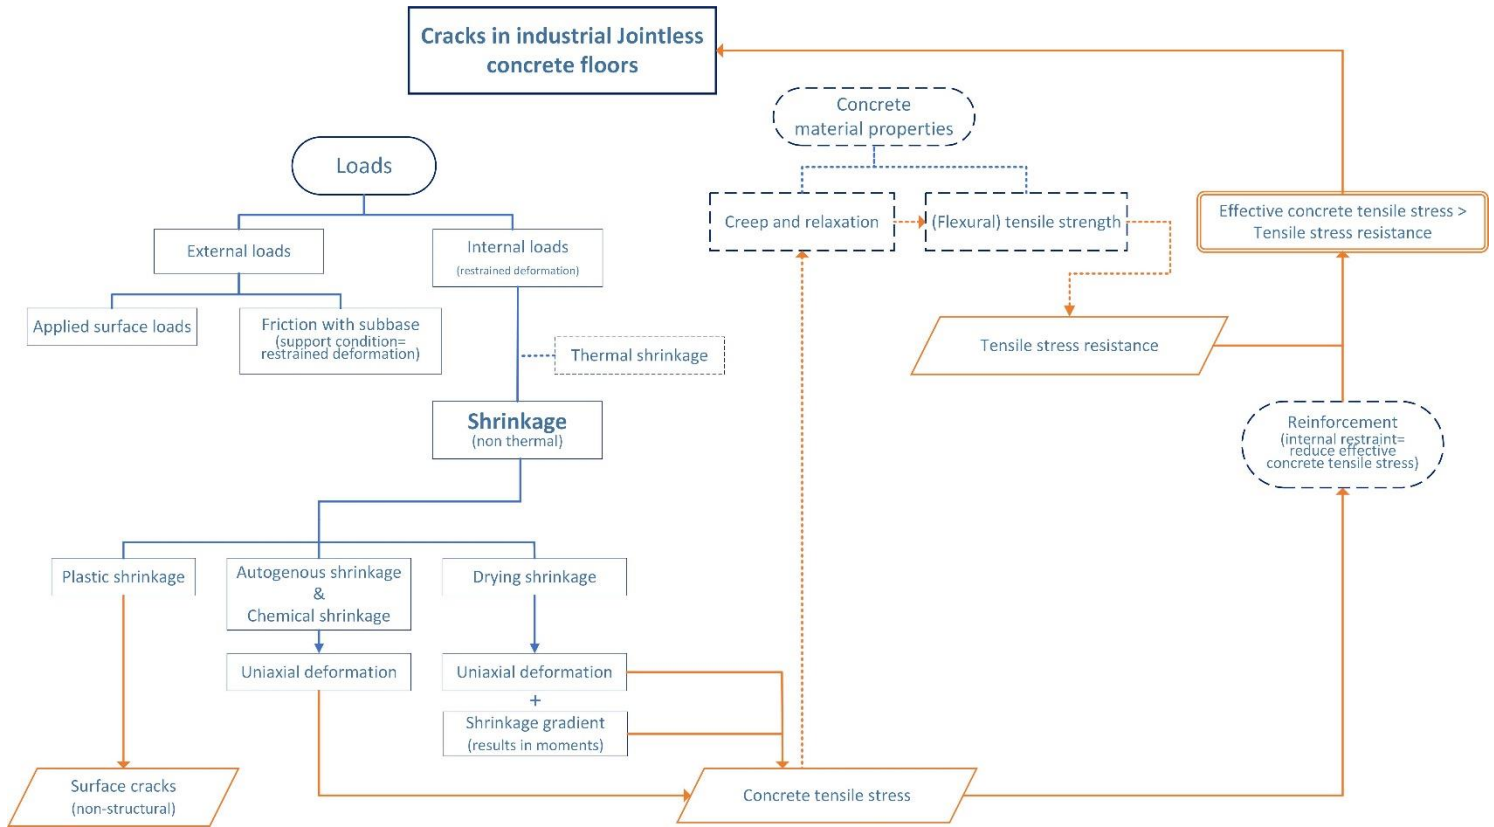 Cracks in industrial Jointless
concrete floors
Concrete
material properties
Loads
Creep and relaxation
(Flexural) tensile strength
Effective concrete tensile stress >
Tensile stress resistance
External loads
Internal loads
(restrained deformation)
Applied surface loads
Friction with subbase
(support condition=
restrained deformation)
Thermal shrinkage
Tensile stress resistance
Shrinkage
(non thermal)
Reinforcement
(internal restraint=
reduce effective
concrete tensile stress)
Plastic shrinkage
Autogenous shrinkage
&
Chemical shrinkage
Drying shrinkage
Uniaxial deformation
Uniaxial deformation
+
Shrinkage gradient
(results in moments)
Surface cracks
(non-structural)
Concrete tensile stress